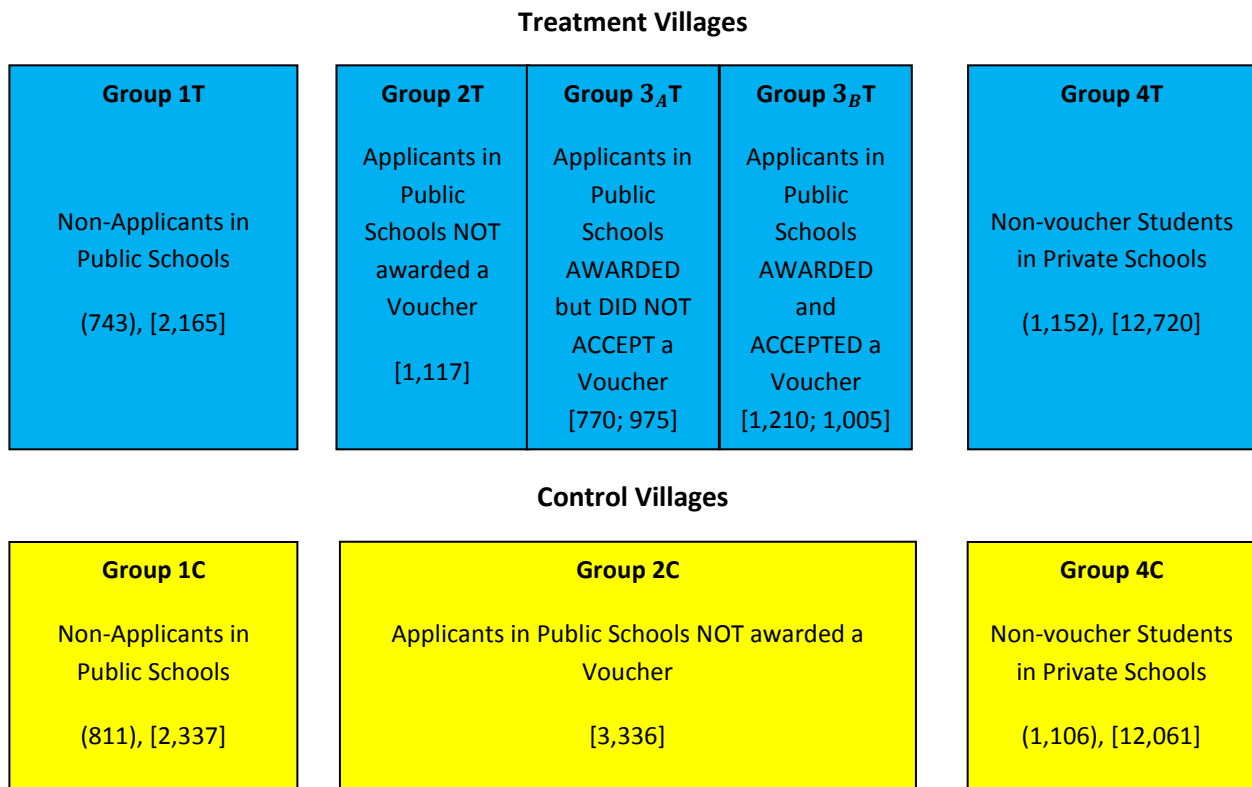 Treatment Villages
Group 1T
Non-Applicants in
Public Schools
(743), [2,165]
Group 2T
Applicants in
Public
Schools NOT
awarded a
Voucher
[1,117]
Group 3_A T
Applicants in
Public
Schools
AWARDED
but DID NOT
ACCEPT a
Voucher
[770; 975]
Group 3_B T
Applicants in
Public
Schools
AWARDED
and
ACCEPTED a
Voucher
[1,210; 1,005]
Group 4T
Non-voucher Students
in Private Schools
(1,152), [12,720]
Control Villages
Group 1C
Non-Applicants in
Public Schools
(811), [2,337]
Group 2C
Applicants in Public Schools NOT awarded a
Voucher
[3,336]
Group 4C
Non-voucher Students
in Private Schools
(1,106), [12,061]